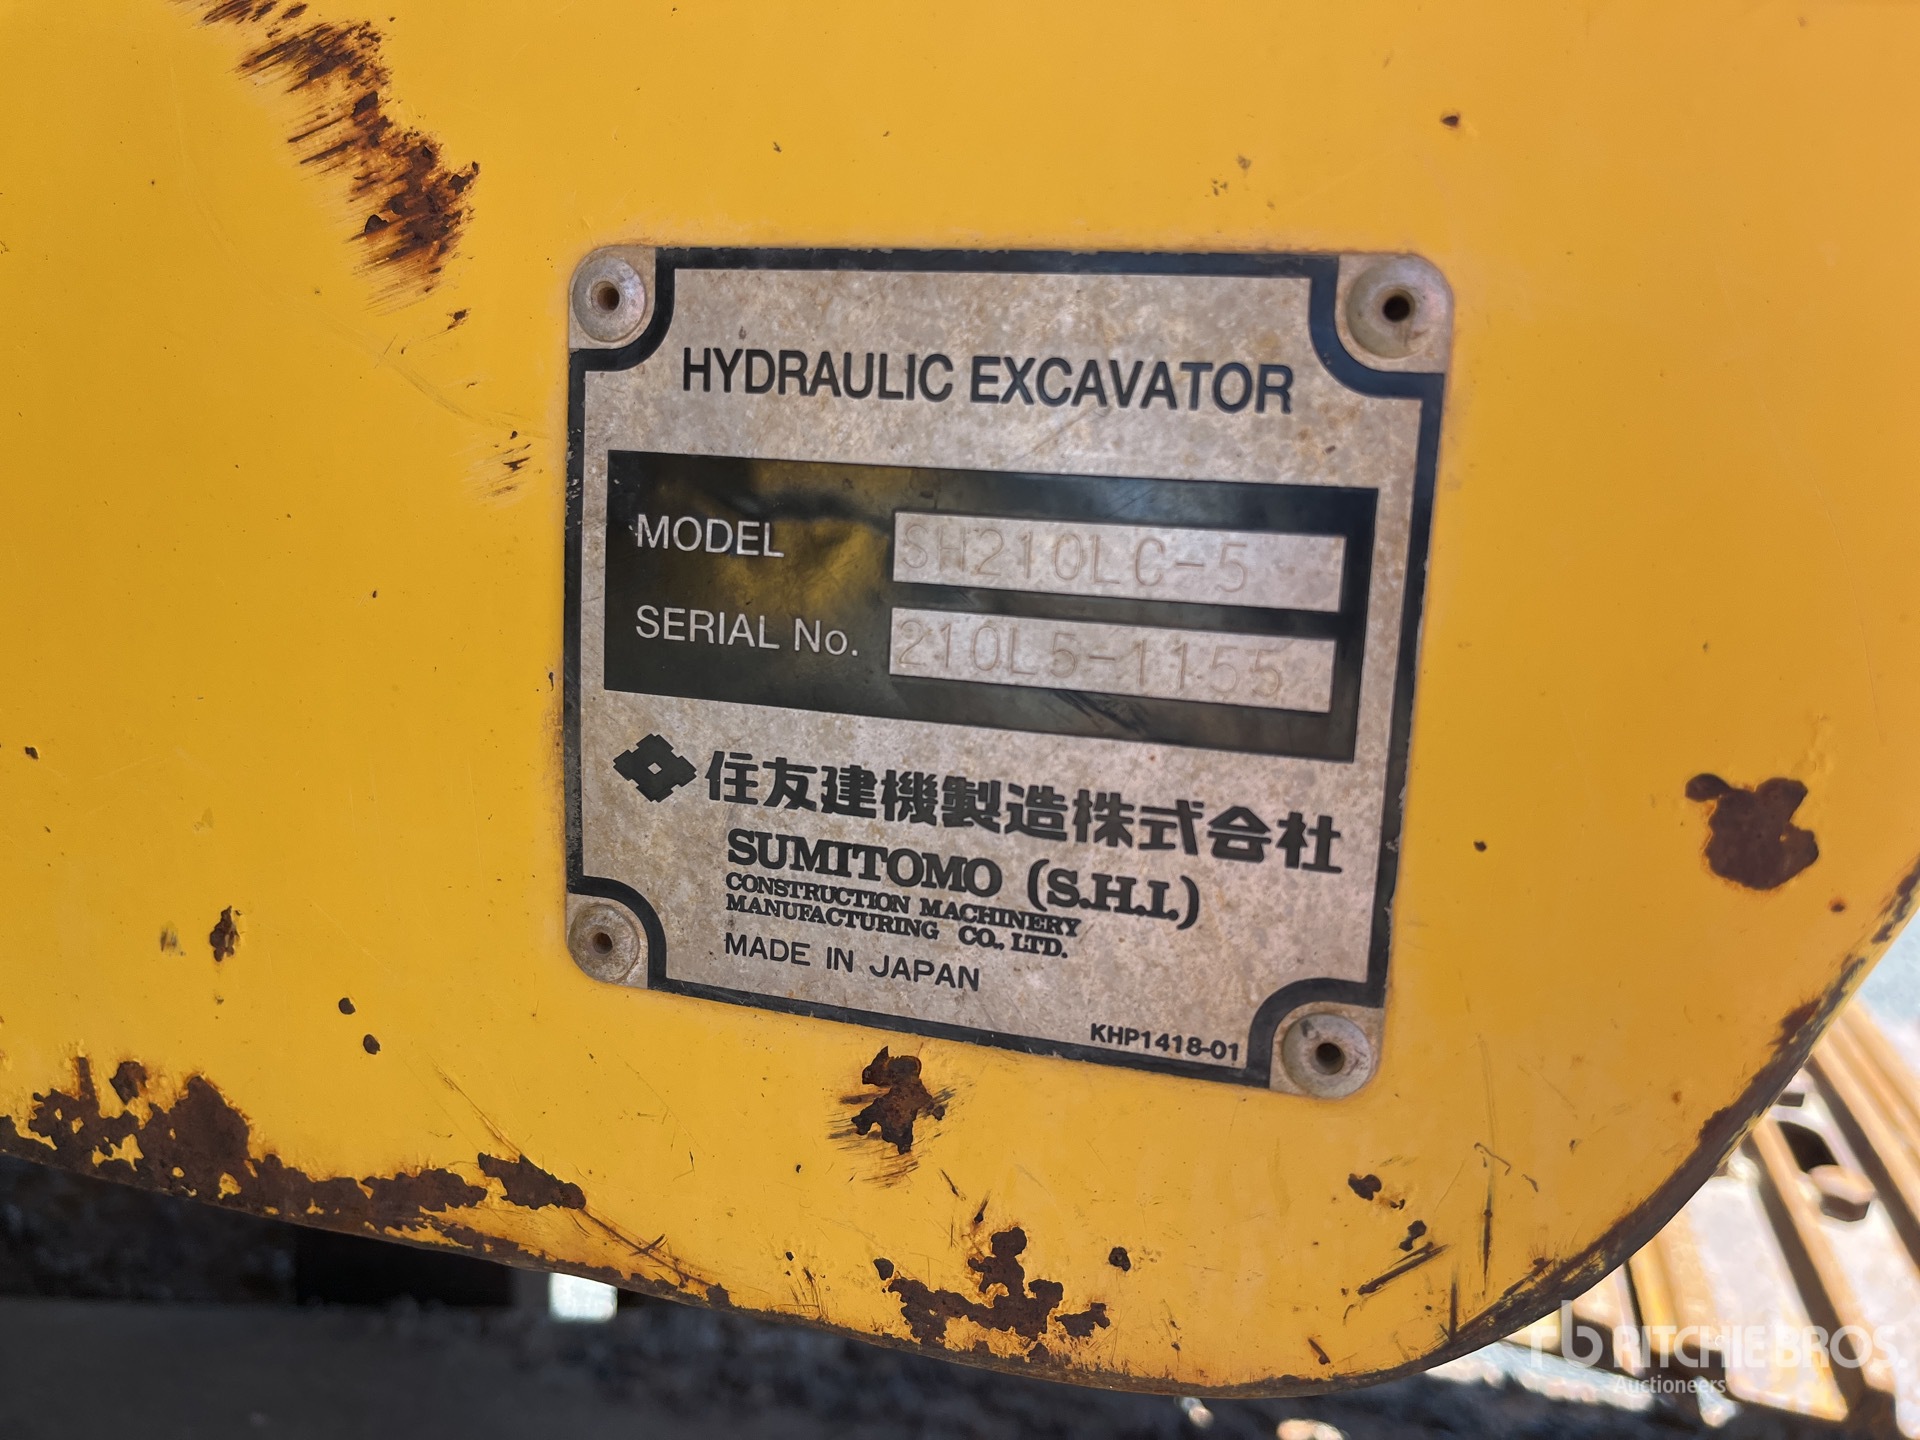 HYDRAULIC EXCAVATOR
MODEL SH210LC-5
SERIAL No. 210L5-1155
住友建機製造株式会社
SUMITOMO (S.H.I.)
CONSTRUCTION MACHINERY
MANUFACTURING CO., LTD.
MADE IN JAPAN
KHP1418-01
rb RITCHIE BROS.
Auctioneers